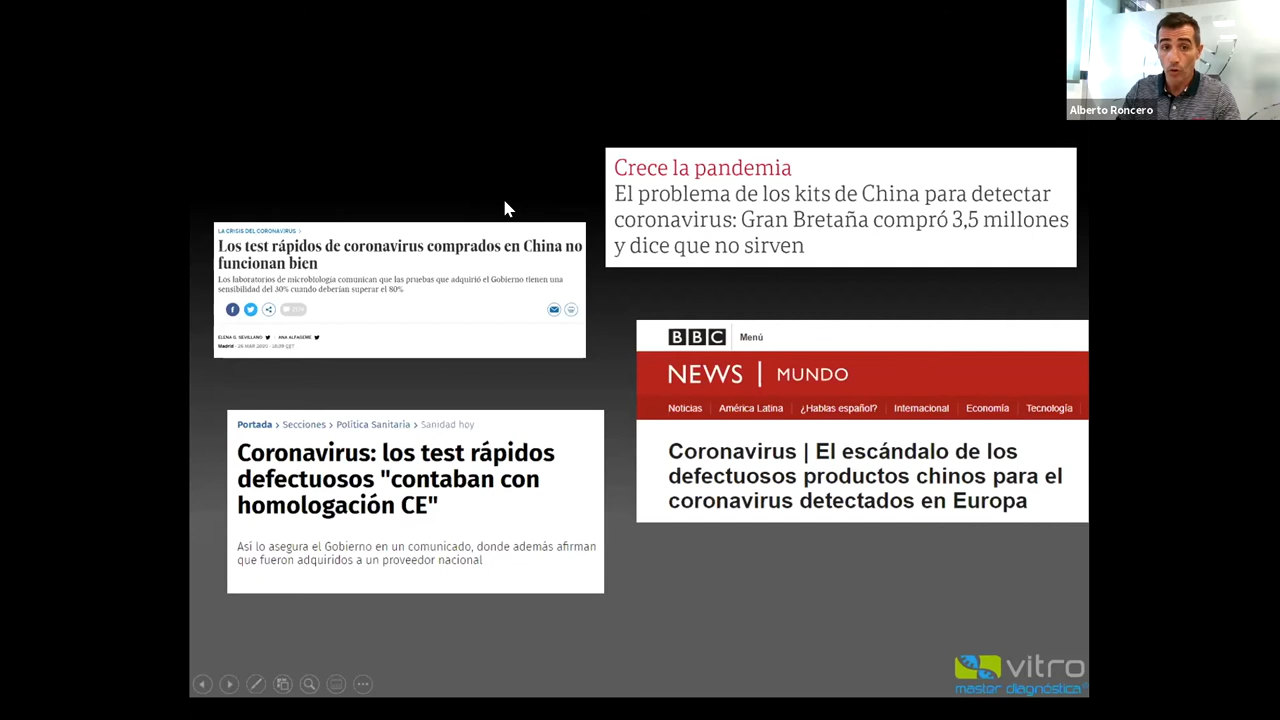 Alberto Roncero
LA CRISIS DEL CORONAVIRUS >
Los test rápidos de coronavirus comprados en China no
funcionan bien
Los laboratorios de microbiología comunican que las pruebas que adquirió el Gobierno tienen una
sensibilidad del 30% cuando deberían superar el 80%
ELENA G. SEVILLANO
ANA ALFAGEME
Madrid
Crece la pandemia
El problema de los kits de China para detectar
coronavirus: Gran Bretaña compró 3,5 millones
y dice que no sirven
Portada > Secciones > Política Sanitaria > Sanidad hoy
Coronavirus: los test rápidos
defectuosos "contaban con
homologación CE"
Así lo asegura el Gobierno en un comunicado, donde además afirman
que fueron adquiridos a un proveedor nacional
BBC Menú
NEWS | MUNDO
Noticias América Latina ¿Hablas español? Internacional Economía Tecnología
Coronavirus | El escándalo de los
defectuosos productos chinos para el
coronavirus detectados en Europa
vitro
master diagnóstica